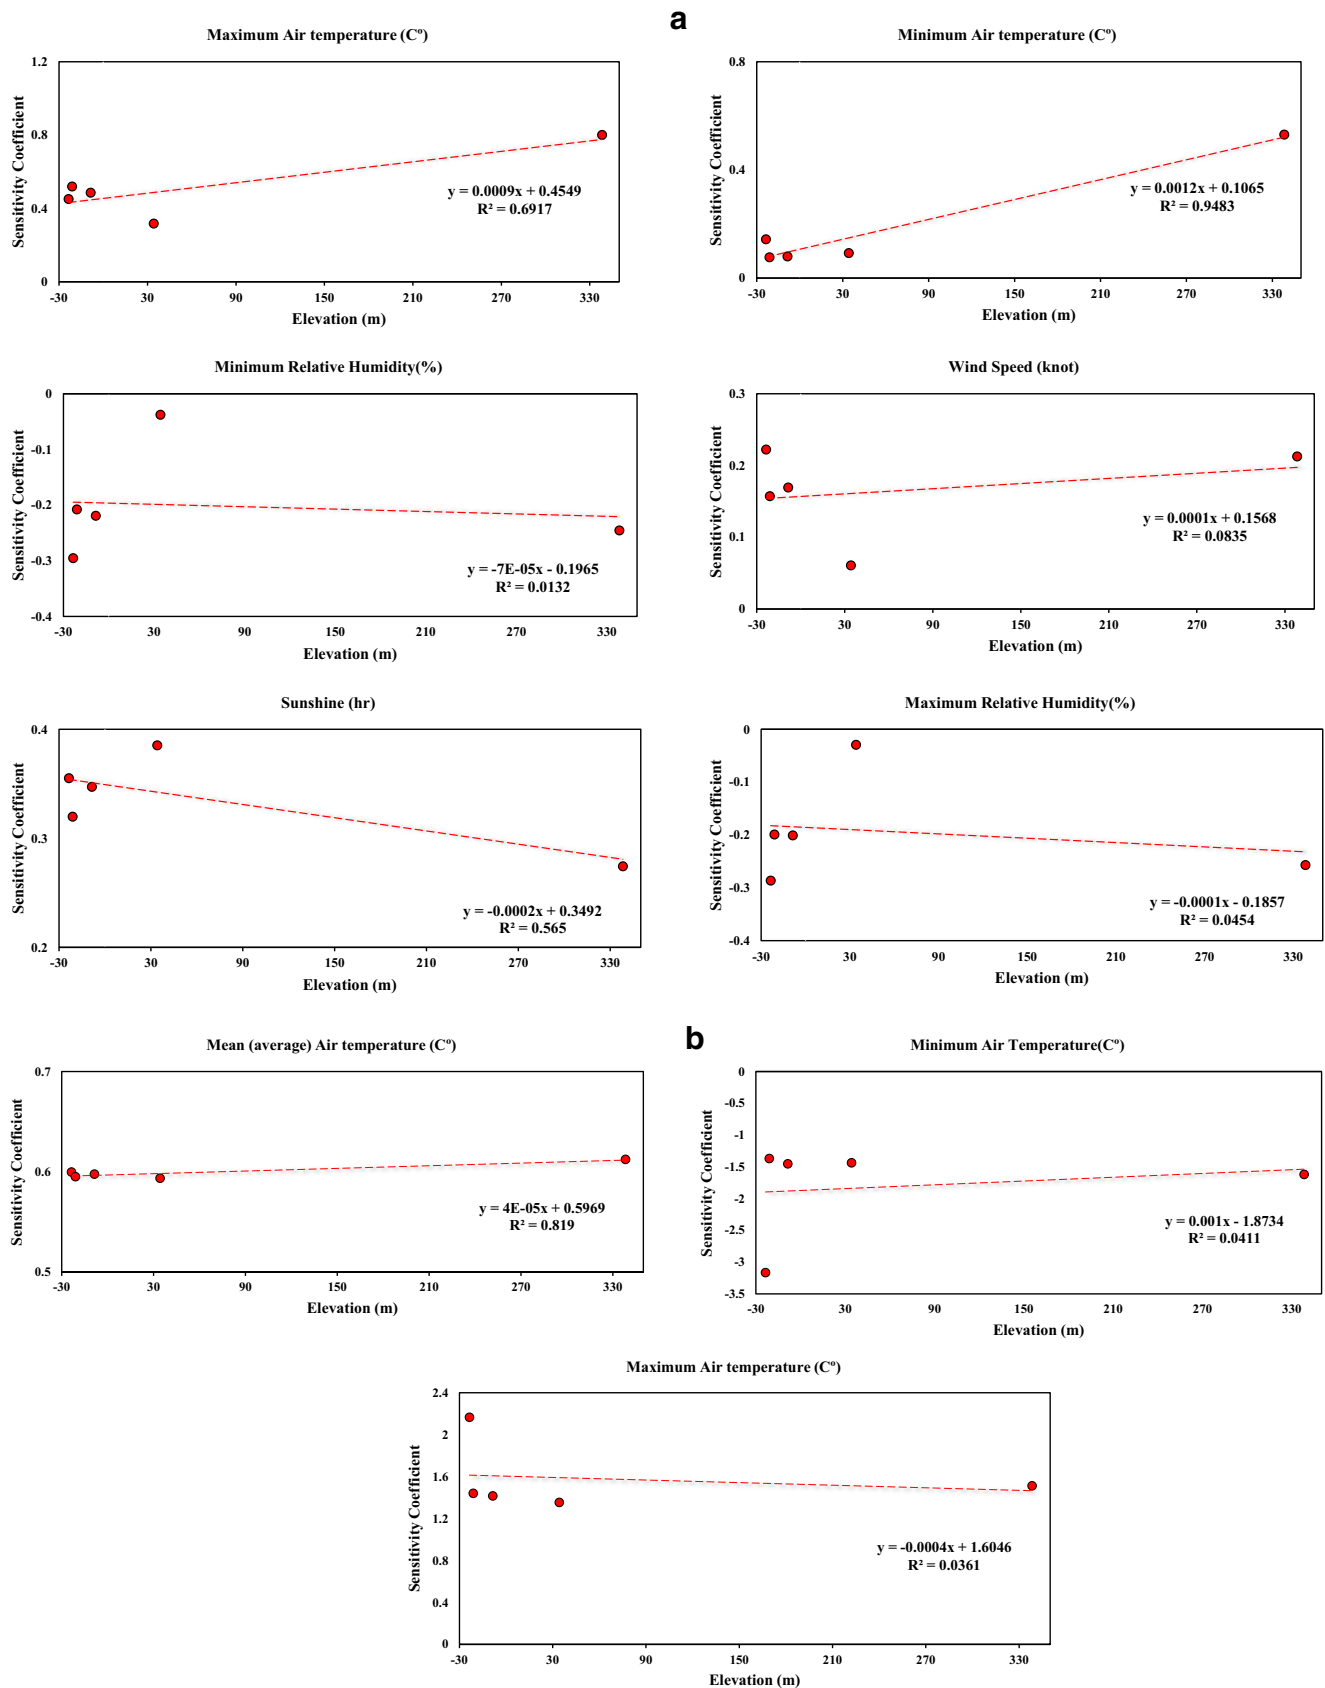 a
Maximum Air temperature (Cº)
Sensitivity Coefficient
1.2
0.8
0.4
0
y = 0.0009x + 0.4549
R² = 0.6917
-30 30 90 150 210 270 330
Elevation (m)
Minimum Air temperature (Cº)
Sensitivity Coefficient
0.8
0.4
0
y = 0.0012x + 0.1065
R² = 0.9483
-30 30 90 150 210 270 330
Elevation (m)
Minimum Relative Humidity(%)
Sensitivity Coefficient
0
-0.1
-0.2
-0.3
-0.4
y = -7E-05x - 0.1965
R² = 0.0132
-30 30 90 150 210 270 330
Elevation (m)
Wind Speed (knot)
Sensitivity Coefficient
0.3
0.2
0.1
0
y = 0.0001x + 0.1568
R² = 0.0835
-30 30 90 150 210 270 330
Elevation (m)
Sunshine (hr)
Sensitivity Coefficient
0.4
0.3
0.2
y = -0.0002x + 0.3492
R² = 0.565
-30 30 90 150 210 270 330
Elevation (m)
Maximum Relative Humidity(%)
Sensitivity Coefficient
0
-0.1
-0.2
-0.3
-0.4
y = -0.0001x - 0.1857
R² = 0.0454
-30 30 90 150 210 270 330
Elevation (m)
b
Mean (average) Air temperature (Cº)
Sensitivity Coefficient
0.7
0.6
0.5
y = 4E-05x + 0.5969
R² = 0.819
-30 30 90 150 210 270 330
Elevation (m)
Minimum Air Temperature(Cº)
Sensitivity Coefficient
0
-0.5
-1
-1.5
-2
-2.5
-3
-3.5
y = 0.001x - 1.8734
R² = 0.0411
-30 30 90 150 210 270 330
Elevation (m)
Maximum Air temperature (Cº)
Sensitivity Coefficient
2.4
2
1.6
1.2
0.8
0.4
0
y = -0.0004x + 1.6046
R² = 0.0361
-30 30 90 150 210 270 330
Elevation (m)